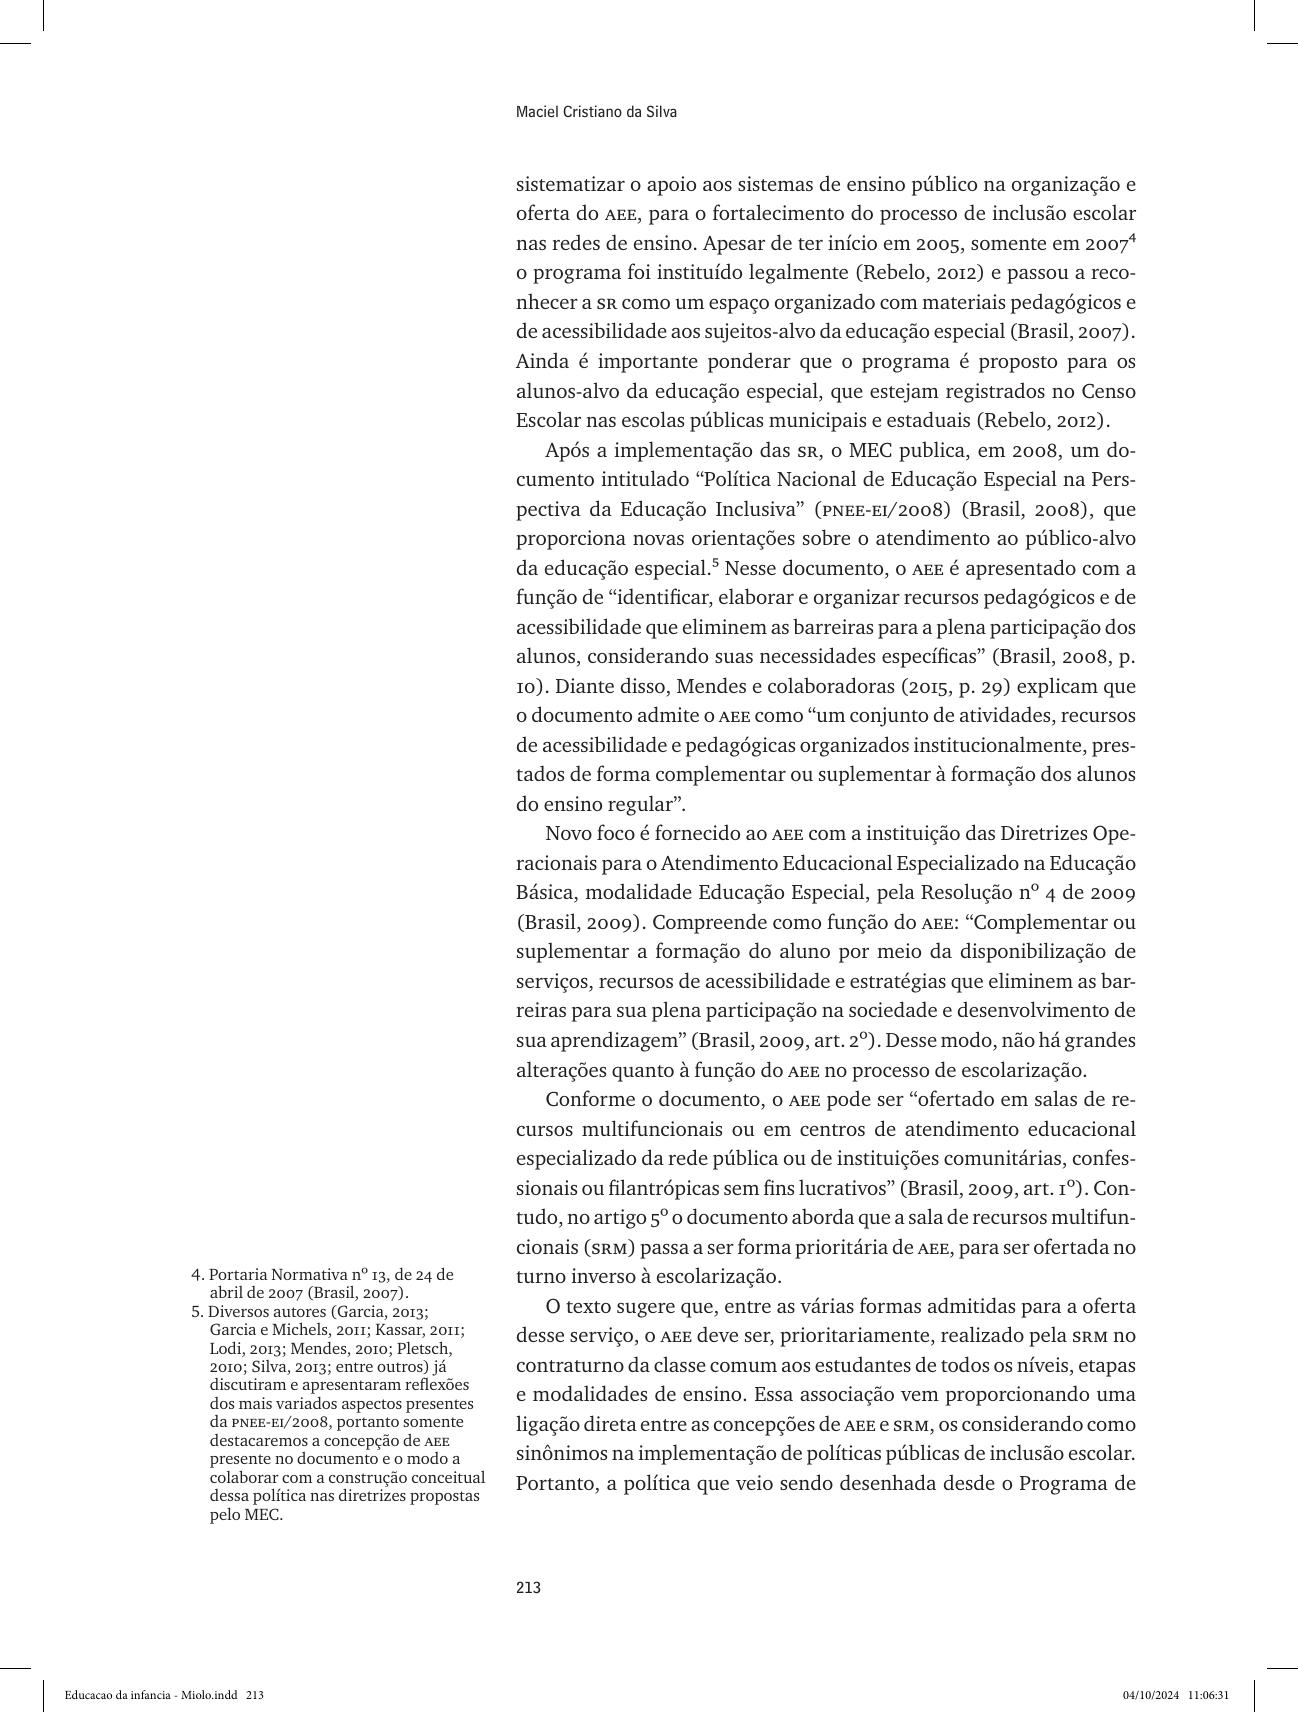 Maciel Cristiano da Silva
sistematizar o apoio aos sistemas de ensino público na organização e
oferta do AEE, para o fortalecimento do processo de inclusão escolar
nas redes de ensino. Apesar de ter início em 2005, somente em 2007⁴
o programa foi instituído legalmente (Rebelo, 2012) e passou a reco-
nhecer a SR como um espaço organizado com materiais pedagógicos e
de acessibilidade aos sujeitos-alvo da educação especial (Brasil, 2007).
Ainda é importante ponderar que o programa é proposto para os
alunos-alvo da educação especial, que estejam registrados no Censo
Escolar nas escolas públicas municipais e estaduais (Rebelo, 2012).
Após a implementação das SR, o MEC publica, em 2008, um do-
cumento intitulado “Política Nacional de Educação Especial na Pers-
pectiva da Educação Inclusiva” (PNEE-EI/2008) (Brasil, 2008), que
proporciona novas orientações sobre o atendimento ao público-alvo
da educação especial.⁵ Nesse documento, o AEE é apresentado com a
função de “identificar, elaborar e organizar recursos pedagógicos e de
acessibilidade que eliminem as barreiras para a plena participação dos
alunos, considerando suas necessidades específicas” (Brasil, 2008, p.
10). Diante disso, Mendes e colaboradoras (2015, p. 29) explicam que
o documento admite o AEE como “um conjunto de atividades, recursos
de acessibilidade e pedagógicas organizados institucionalmente, pres-
tados de forma complementar ou suplementar à formação dos alunos
do ensino regular”.
Novo foco é fornecido ao AEE com a instituição das Diretrizes Ope-
racionais para o Atendimento Educacional Especializado na Educação
Básica, modalidade Educação Especial, pela Resolução nº 4 de 2009
(Brasil, 2009). Compreende como função do AEE: “Complementar ou
suplementar a formação do aluno por meio da disponibilização de
serviços, recursos de acessibilidade e estratégias que eliminem as bar-
reiras para sua plena participação na sociedade e desenvolvimento de
sua aprendizagem” (Brasil, 2009, art. 2º). Desse modo, não há grandes
alterações quanto à função do AEE no processo de escolarização.
Conforme o documento, o AEE pode ser “ofertado em salas de re-
cursos multifuncionais ou em centros de atendimento educacional
especializado da rede pública ou de instituições comunitárias, confes-
sionais ou filantrópicas sem fins lucrativos” (Brasil, 2009, art. 1º). Con-
tudo, no artigo 5º o documento aborda que a sala de recursos multifun-
cionais (SRM) passa a ser forma prioritária de AEE, para ser ofertada no
turno inverso à escolarização.
O texto sugere que, entre as várias formas admitidas para a oferta
desse serviço, o AEE deve ser, prioritariamente, realizado pela SRM no
contraturno da classe comum aos estudantes de todos os níveis, etapas
e modalidades de ensino. Essa associação vem proporcionando uma
ligação direta entre as concepções de AEE e SRM, os considerando como
sinônimos na implementação de políticas públicas de inclusão escolar.
Portanto, a política que veio sendo desenhada desde o Programa de
4. Portaria Normativa nº 13, de 24 de
abril de 2007 (Brasil, 2007).
5. Diversos autores (Garcia, 2013;
Garcia e Michels, 2011; Kassar, 2011;
Lodi, 2013; Mendes, 2010; Pletsch,
2010; Silva, 2013; entre outros) já
discutiram e apresentaram reflexões
dos mais variados aspectos presentes
da PNEE-EI/2008, portanto somente
destacaremos a concepção de AEE
presente no documento e o modo a
colaborar com a construção conceitual
dessa política nas diretrizes propostas
pelo MEC.
213
Educacao da infancia - Miolo.indd 213
04/10/2024 11:06:31